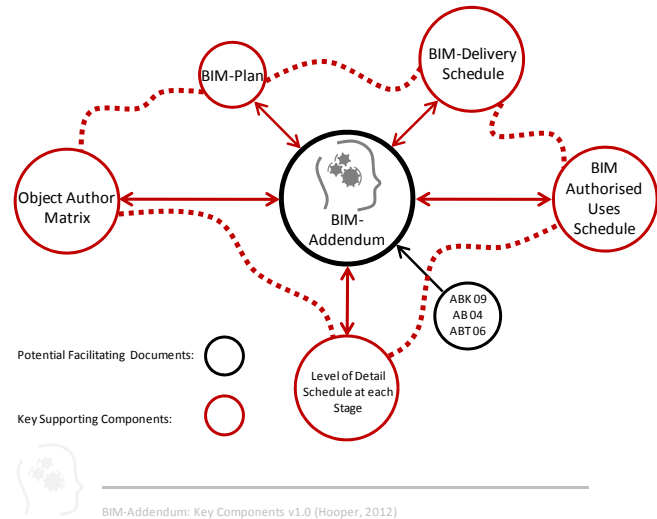 BIM-Plan
BIM-Delivery
Schedule
Object Author
Matrix
BIM-
Addendum
BIM
Authorised
Uses
Schedule
ABK 09
AB 04
ABT 06
Potential Facilitating Documents:
Level of Detail
Schedule at each
Stage
Key Supporting Components:
BIM-Addendum: Key Components v1.0 (Hooper, 2012)